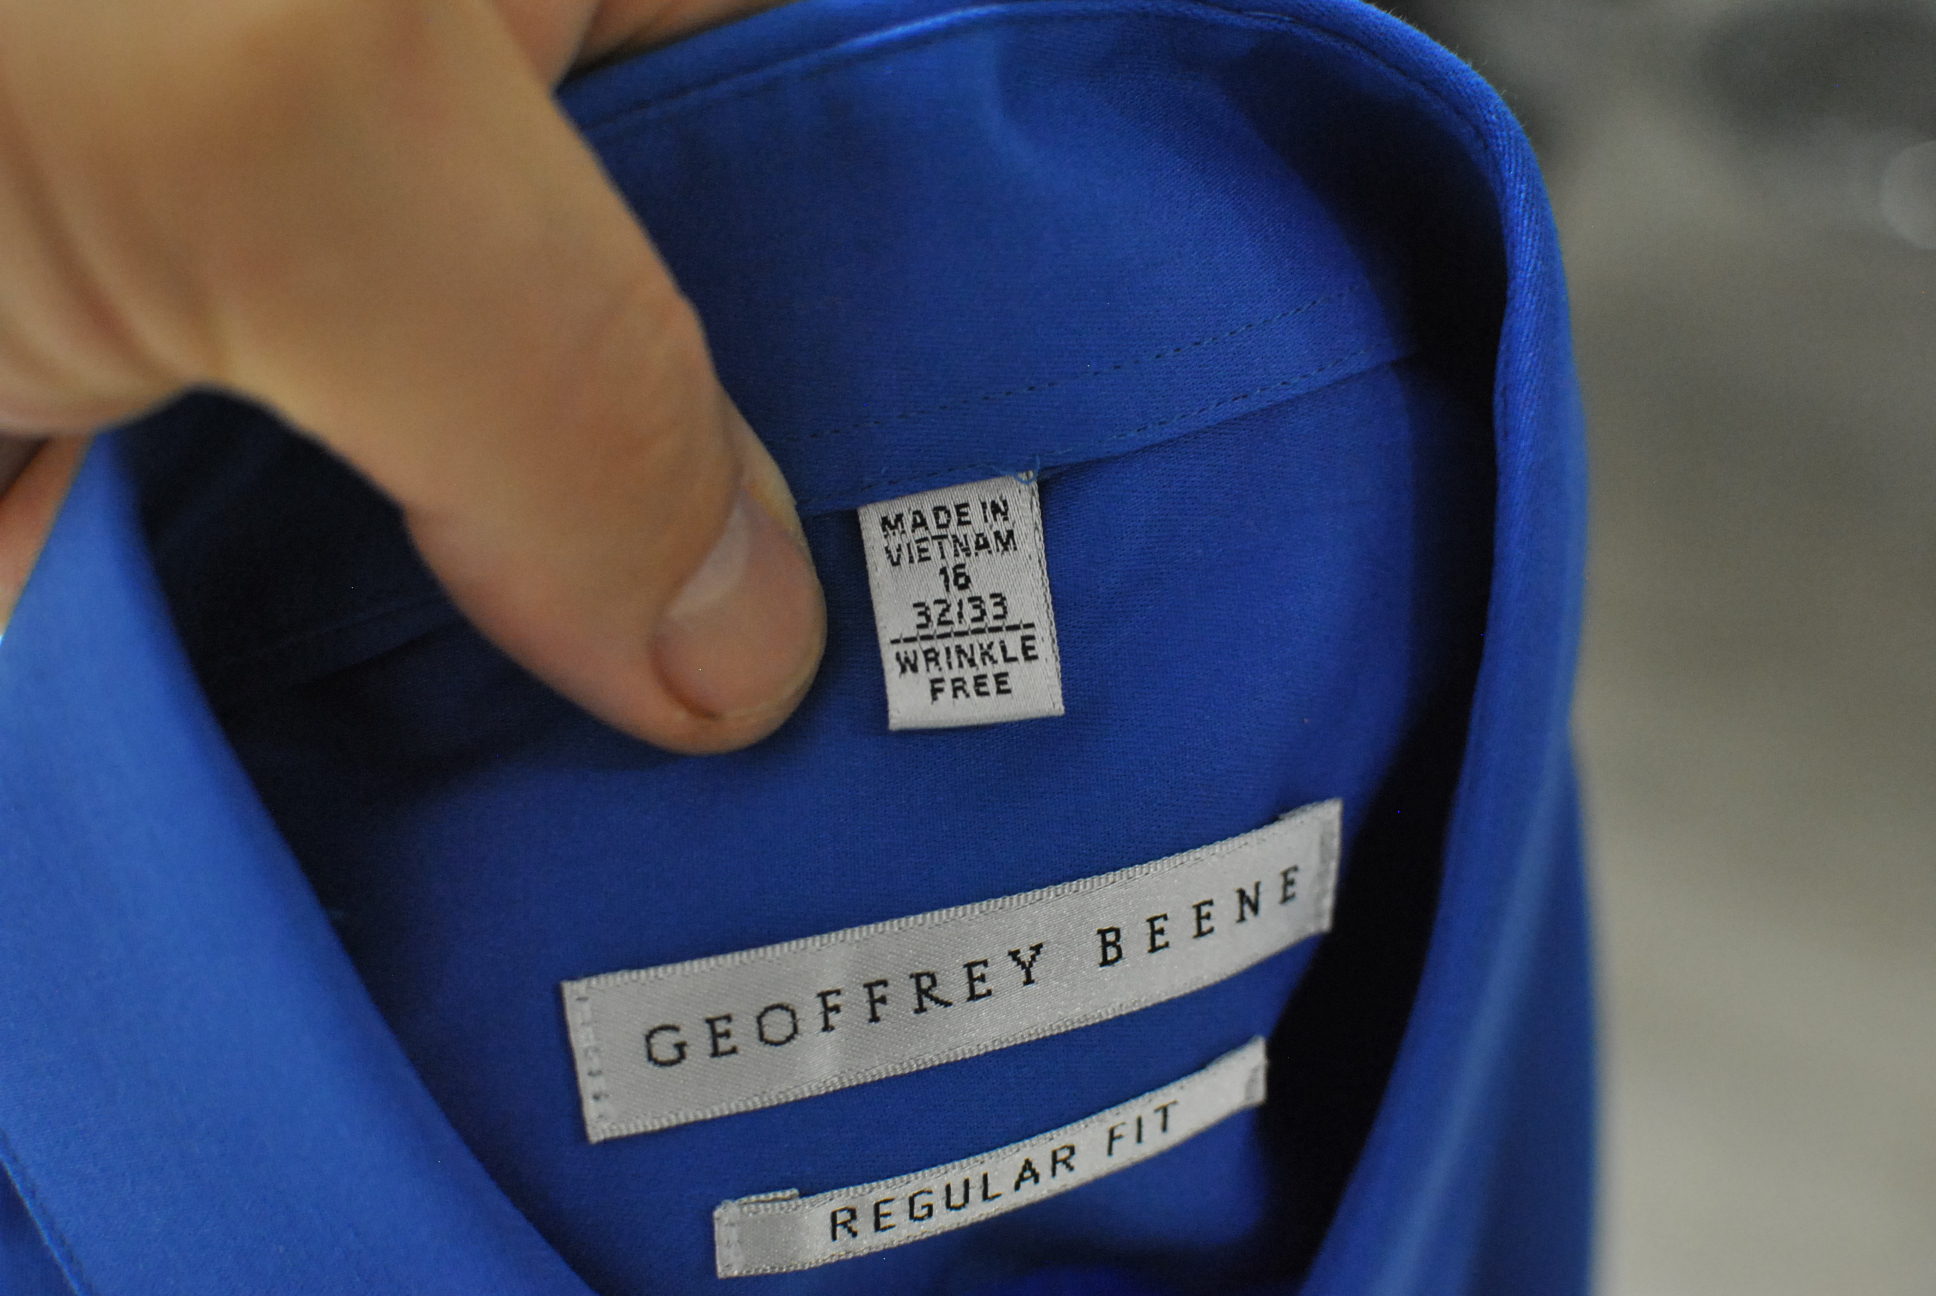 MADE IN
VIETNAM
16
32/33
WRINKLE
FREE
GEOFFREY BEENE
REGULAR FIT